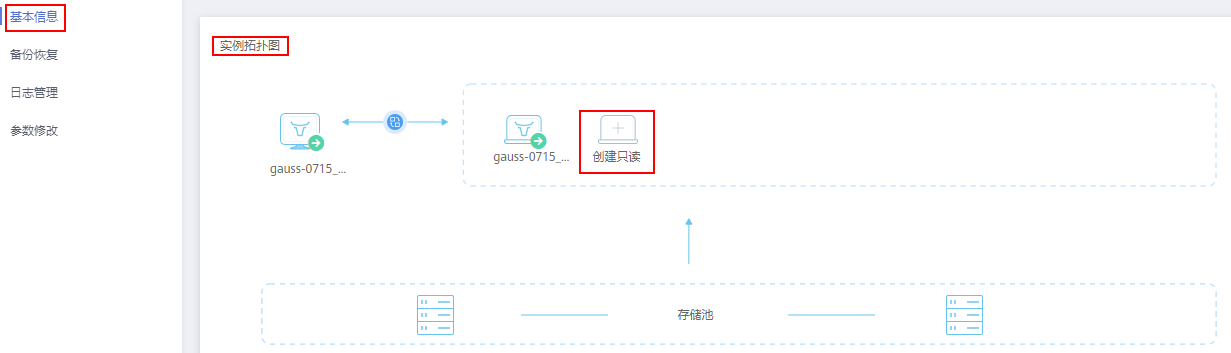 基本信息
备份恢复
日志管理
参数修改
实例拓扑图
gauss-0715_...
gauss-0715_...
创建只读
存储池